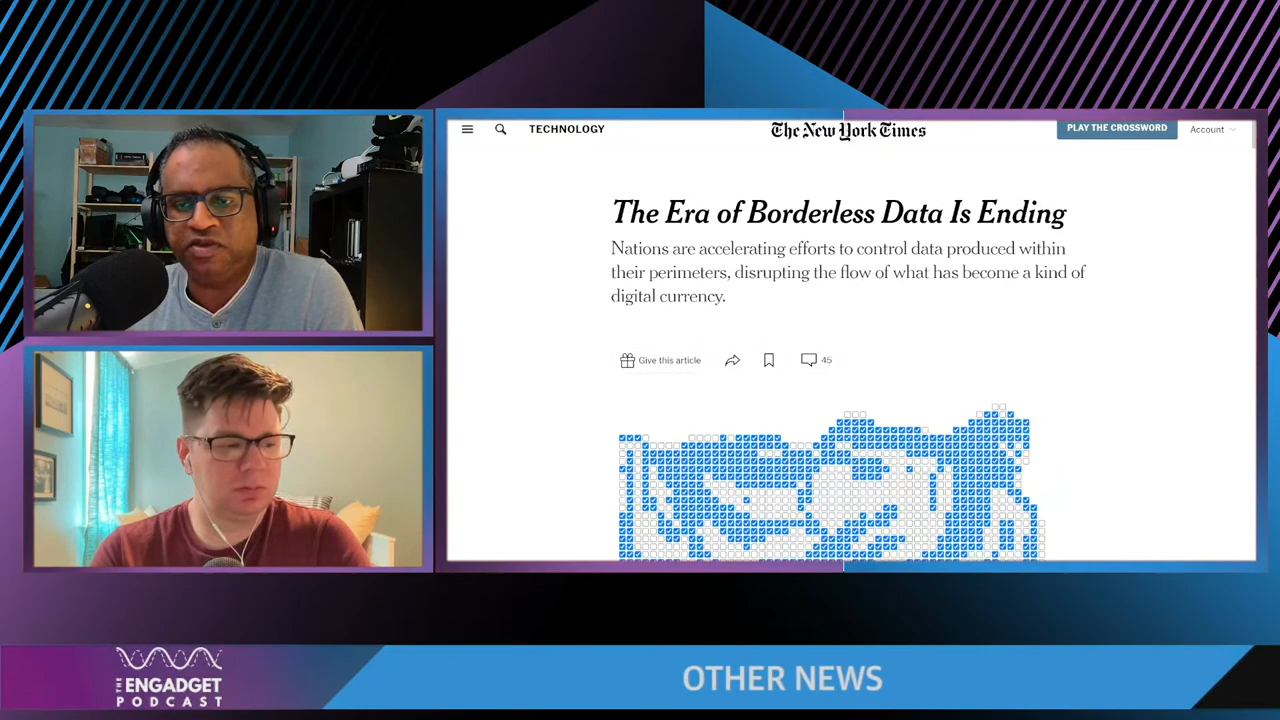 TECHNOLOGY
The New York Times
PLAY THE CROSSWORD
Account
The Era of Borderless Data Is Ending
Nations are accelerating efforts to control data produced within
their perimeters, disrupting the flow of what has become a kind of
digital currency.
Give this article
45
THE ENGADGET
PODCAST
OTHER NEWS